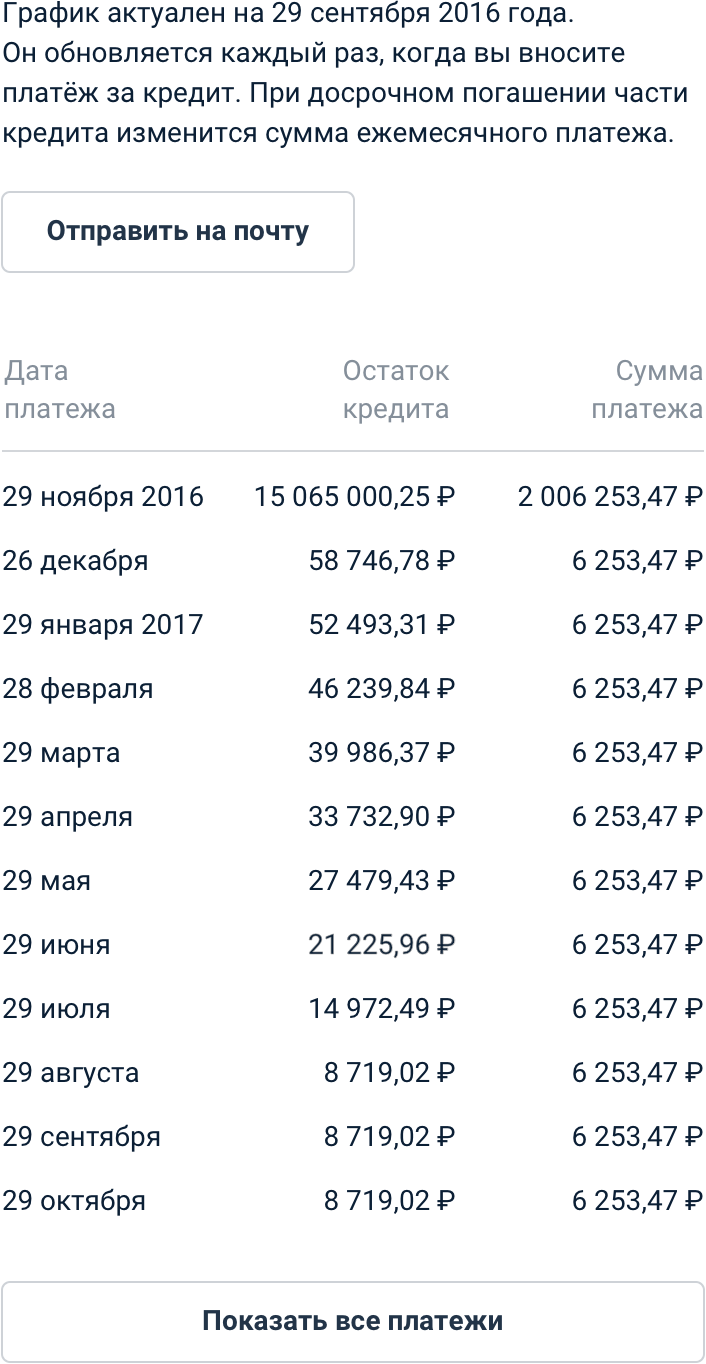 График актуален на 29 сентября 2016 года.
Он обновляется каждый раз, когда вы вносите
платёж за кредит. При досрочном погашении части
кредита изменится сумма ежемесячного платежа.
Отправить на почту
Дата платежа Остаток кредита Сумма платежа
29 ноября 2016 15 065 000,25 ₽ 2 006 253,47 ₽
26 декабря 58 746,78 ₽ 6 253,47 ₽
29 января 2017 52 493,31 ₽ 6 253,47 ₽
28 февраля 46 239,84 ₽ 6 253,47 ₽
29 марта 39 986,37 ₽ 6 253,47 ₽
29 апреля 33 732,90 ₽ 6 253,47 ₽
29 мая 27 479,43 ₽ 6 253,47 ₽
29 июня 21 225,96 ₽ 6 253,47 ₽
29 июля 14 972,49 ₽ 6 253,47 ₽
29 августа 8 719,02 ₽ 6 253,47 ₽
29 сентября 8 719,02 ₽ 6 253,47 ₽
29 октября 8 719,02 ₽ 6 253,47 ₽
Показать все платежи